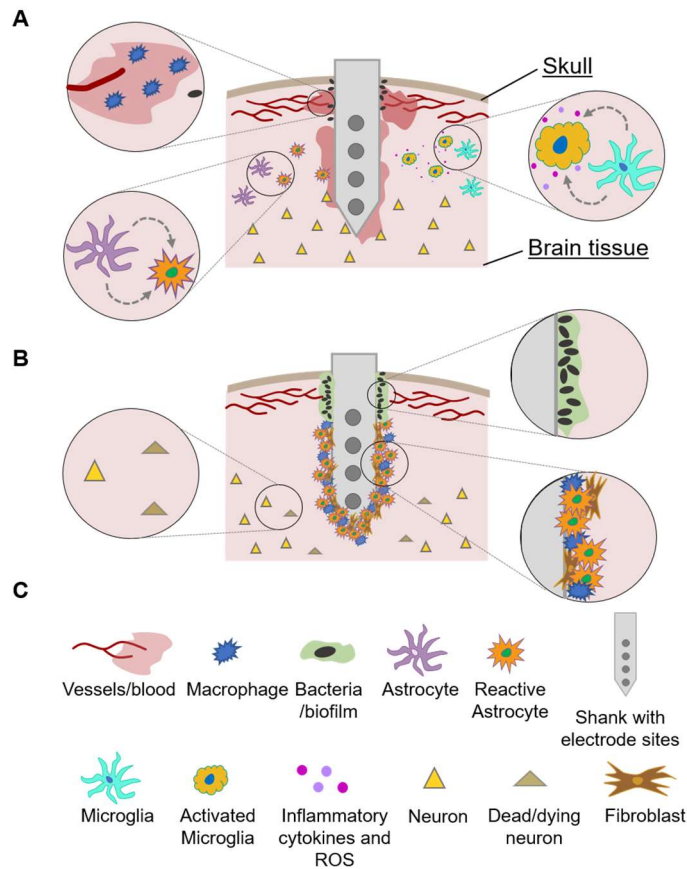 A
Skull
Brain tissue
B
C
Vessels/blood
Macrophage
Bacteria
/biofilm
Astrocyte
Reactive
Astrocyte
Shank with
electrode sites
Microglia
Activated
Microglia
Inflammatory
cytokines and
ROS
Neuron
Dead/dying
neuron
Fibroblast